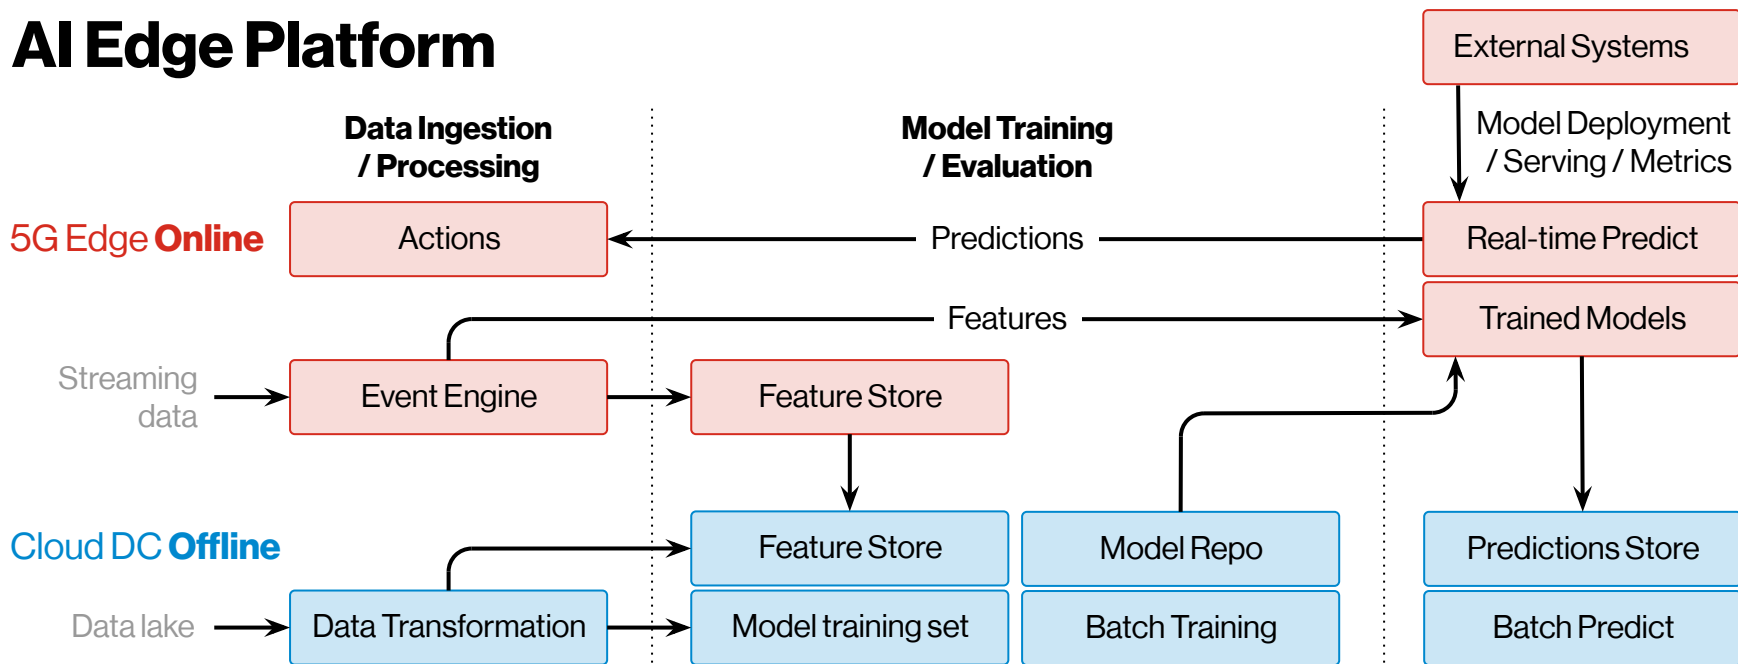 AI Edge Platform
External Systems
Data Ingestion
/ Processing
Model Training
/ Evaluation
Model Deployment
/ Serving / Metrics
5G Edge Online
Actions
Predictions
Real-time Predict
Features
Trained Models
Streaming
data
Event Engine
Feature Store
Cloud DC Offline
Feature Store
Model Repo
Predictions Store
Data lake
Data Transformation
Model training set
Batch Training
Batch Predict